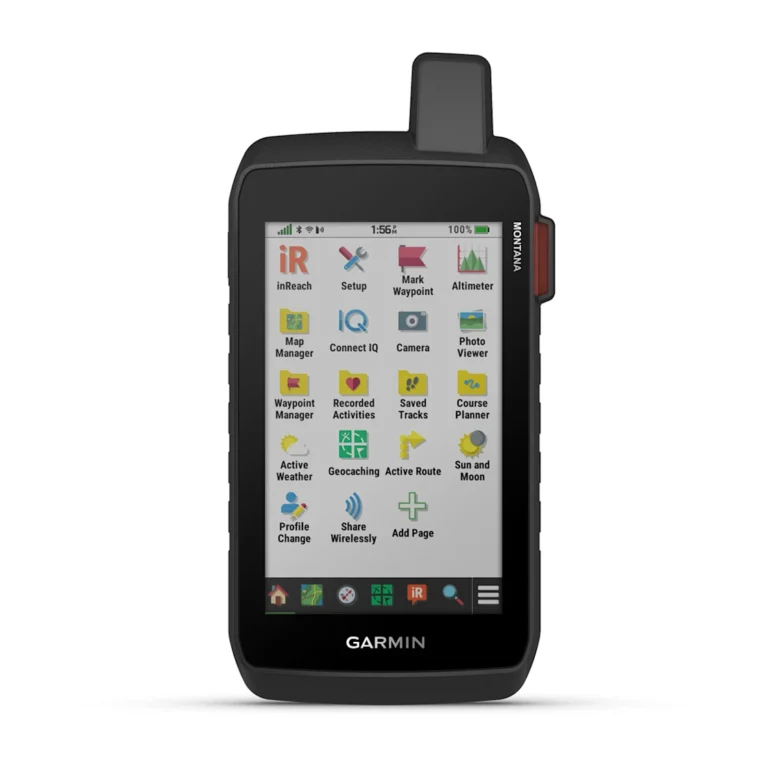 1:56 PM 100%
MONTANA
iR
inReach Setup Mark Waypoint Altimeter
Map Manager IQ Connect IQ Camera Photo Viewer
Waypoint Manager Recorded Activities Saved Tracks Course Planner
Active Weather Geocaching Active Route Sun and Moon
Profile Change Share Wirelessly Add Page
iR
GARMIN